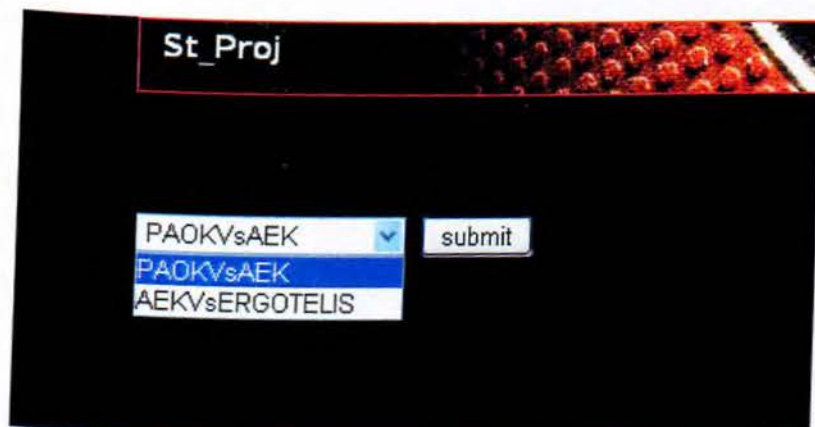 St_Proj
PAOKVsAEK
submit
PAOKVsAEK
AEKVsERGOTELIS